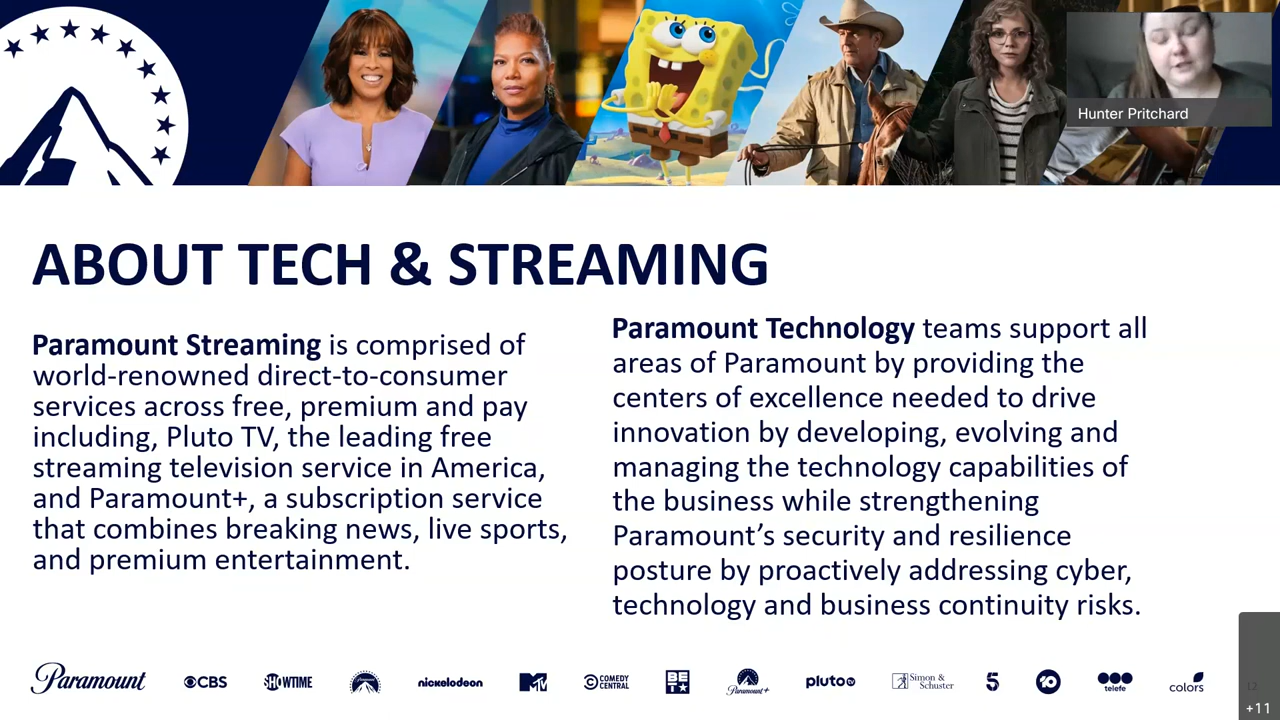 Hunter Pritchard
ABOUT TECH & STREAMING
Paramount Streaming is comprised of
world-renowned direct-to-consumer
services across free, premium and pay
including, Pluto TV, the leading free
streaming television service in America,
and Paramount+, a subscription service
that combines breaking news, live sports,
and premium entertainment.
Paramount Technology teams support all
areas of Paramount by providing the
centers of excellence needed to drive
innovation by developing, evolving and
managing the technology capabilities of
the business while strengthening
Paramount’s security and resilience
posture by proactively addressing cyber,
technology and business continuity risks.
Paramount
CBS
SHOWTIME
nickelodeon
MTV
COMEDY
CENTRAL
BET
Paramount+
pluto tv
Simon &
Schuster
5
10
telefe
colors
12
+11